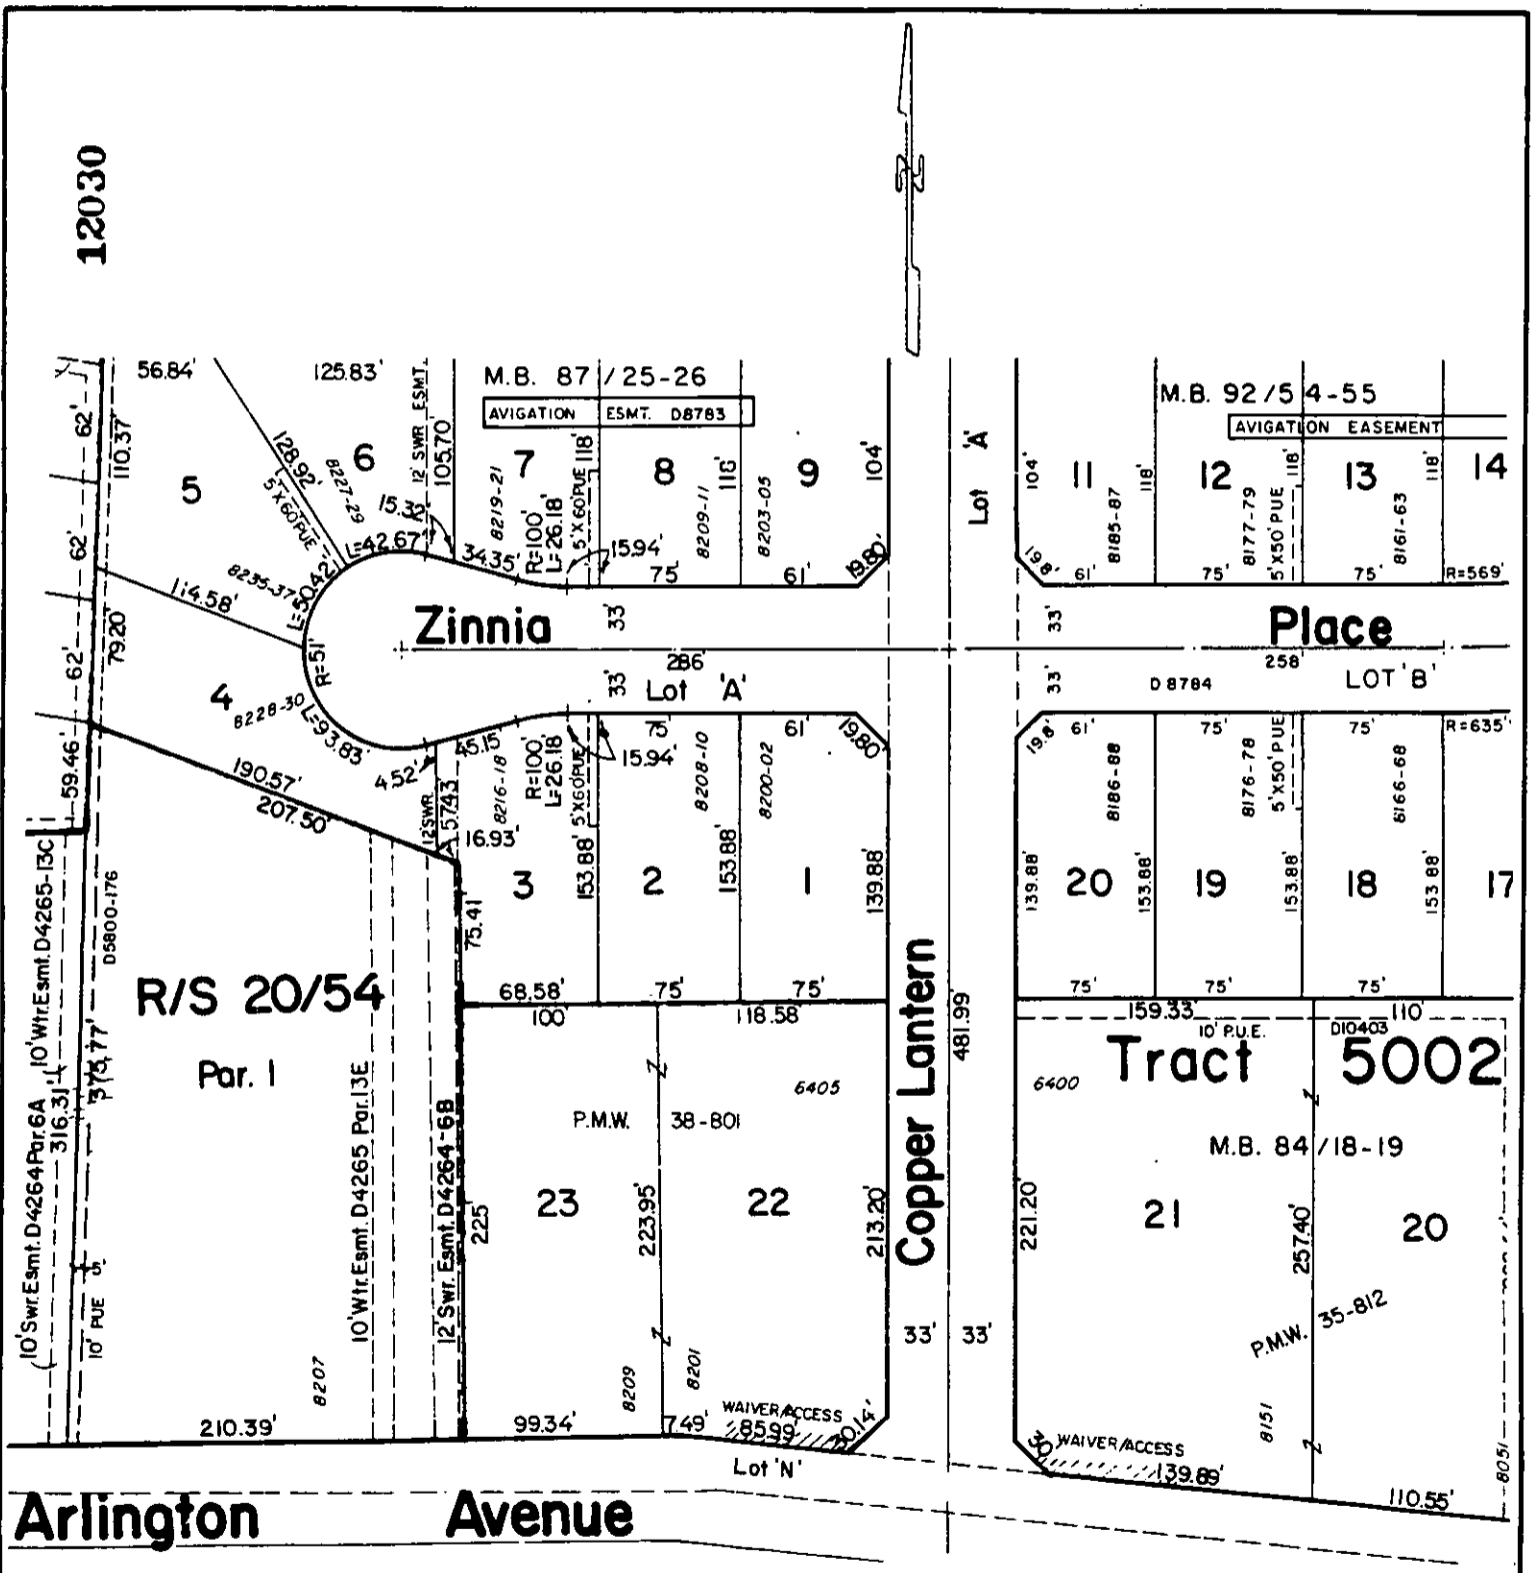 12030
56.84'
125.83'
12' SWR ESMT.
M.B. 87/25-26
AVIGATION ESMT. D8783
M.B. 92/54-55
AVIGATION EASEMENT
62'
110.37'
128.92'
5
6
7
8
9
Lot 'A'
11
12
13
14
5'X60'PUE
8227-29
15.32'
105.70'
8219-21
R=100'
L=26.18'
5'X60'PUE
118'
8209-11
118'
8203-05
104'
104'
8185-87
118'
8177-79
5'X50'PUE
118'
8161-63
118'
62'
L=42.67'
34.35'
15.94'
75'
61'
19.80'
19.8'
61'
75'
75'
R=569'
L=50.42'
8235-37
114.58'
79.20'
62'
Zinnia
33'
33'
Place
R=51'
286'
258'
4
8228-30
33'
Lot 'A'
33'
D 8784
LOT 'B'
L=93.83'
59.46'
190.57'
207.50'
4.52'
45.15'
12'SWR.
57.43
16.93'
8216-18
R=100'
L=26.18'
5'X60'PUE
15.94'
75'
61'
19.80'
8208-10
8200-02
19.8'
61'
75'
75'
R=635'
8186-88
8176-78
5'X50'PUE
6166-68
3
2
1
20
19
18
17
75.41
153.88'
153.88'
139.88'
139.88'
153.88'
153.88'
153.88
10'Wtr.Esmt.D4265-13C
D5800-176
R/S 20/54
Par. 1
68.58'
75'
75'
100'
118.58'
75'
75'
75'
159.33'
110'
10' P.U.E.
D10403
Copper Lantern
481.99'
Tract 5002
6405
6400
P.M.W. 38-801
M.B. 84/18-19
10'Swr.Esmt.D4264Par.6A
316.31'
375.77'
10' PUE
5'
10'Wtr.Esmt.D4265 Par.13E
12'Swr.Esmt.D4264-6B
225'
23
223.95'
22
213.20'
221.20'
21
257.40'
20
33'
33'
P.M.W. 35-812
8207
8209
8201
8151
8051
210.39'
99.34'
7.49'
WAIVER/ACCESS
85.99'
30.14'
30'
WAIVER/ACCESS
139.89'
110.55'
Lot 'N'
Arlington Avenue